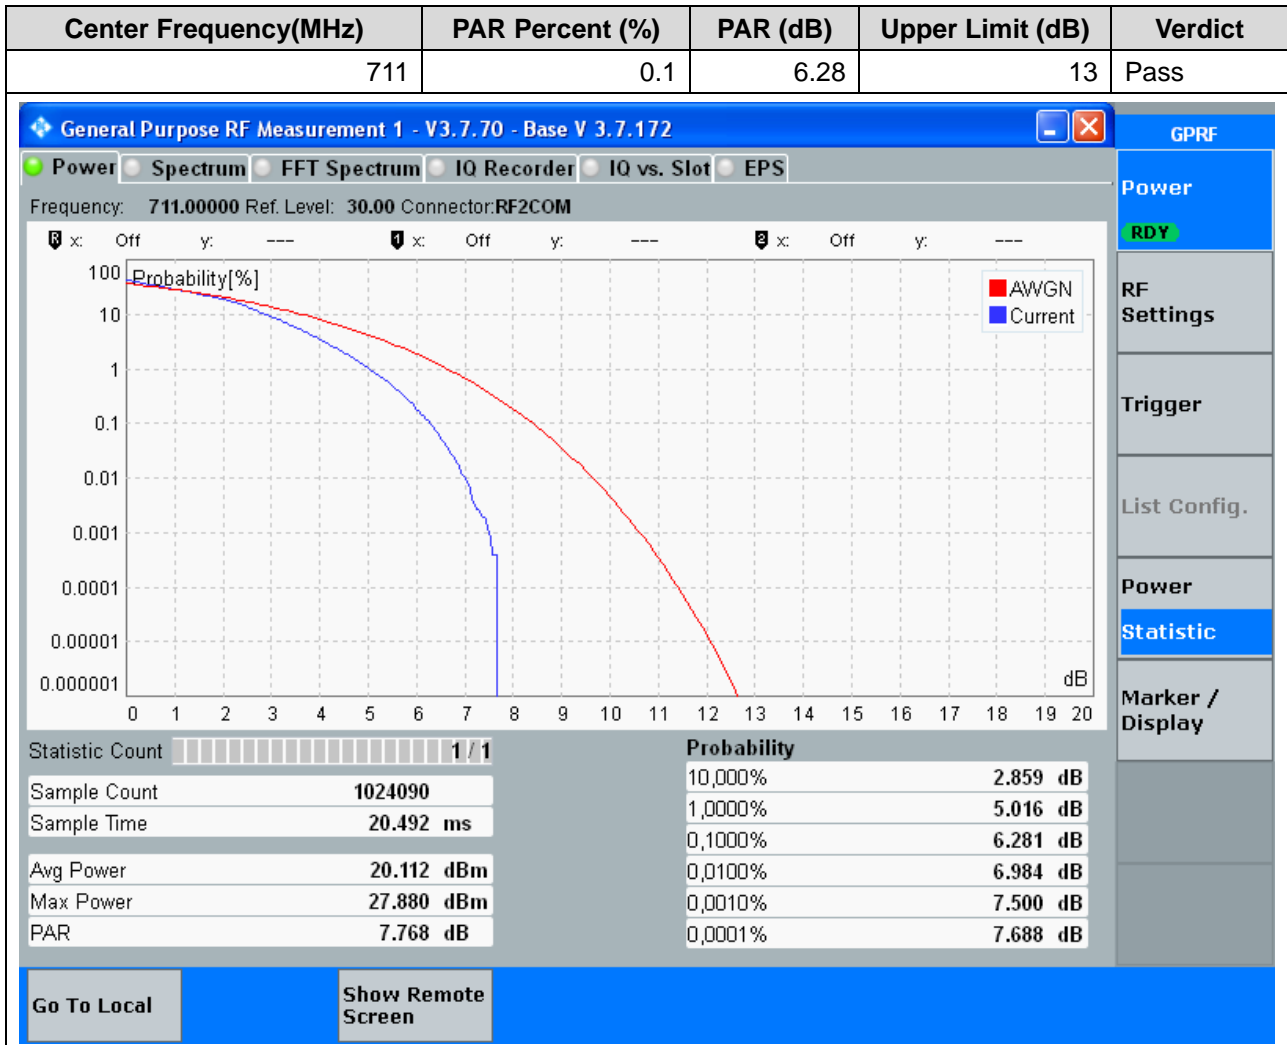 Center Frequency(MHz) PAR Percent (%) PAR (dB) Upper Limit (dB) Verdict
711 0.1 6.28 13 Pass
General Purpose RF Measurement 1 - V3.7.70 - Base V 3.7.172
GPRF
Power Spectrum FFT Spectrum IQ Recorder IQ vs. Slot EPS
Frequency: 711.00000 Ref. Level: 30.00 Connector:RF2COM
R x: Off y: --- 1 x: Off y: --- 2 x: Off y: ---
Probability[%]
100
10
1
0.1
0.01
0.001
0.0001
0.00001
0.000001
AWGN
Current
dB
0 1 2 3 4 5 6 7 8 9 10 11 12 13 14 15 16 17 18 19 20
Statistic Count 1 / 1
Sample Count 1024090
Sample Time 20.492 ms
Avg Power 20.112 dBm
Max Power 27.880 dBm
PAR 7.768 dB
Probability
10,000% 2.859 dB
1,0000% 5.016 dB
0,1000% 6.281 dB
0,0100% 6.984 dB
0,0010% 7.500 dB
0,0001% 7.688 dB
Power
RDY
RF
Settings
Trigger
List Config.
Power
Statistic
Marker /
Display
Go To Local
Show Remote
Screen